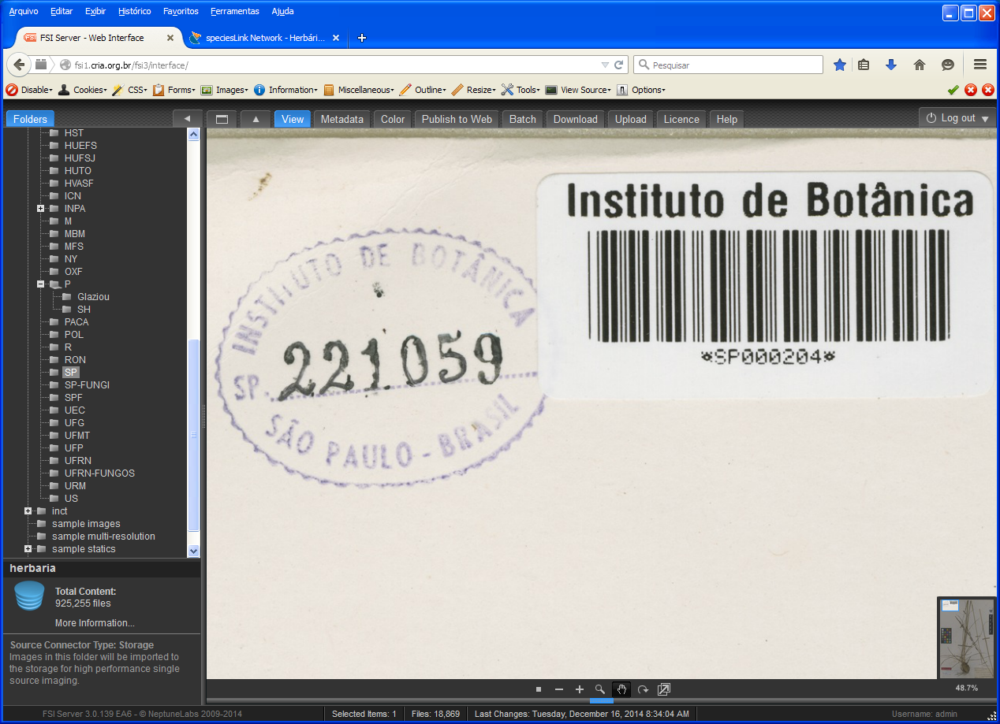 Arquivo Editar Exibir Histórico Favoritos Ferramentas Ajuda
FSI FSI Server - Web Interface speciesLink Network - Herbári...
fsi1.cria.org.br/fsi3/interface/ Pesquisar
Disable Cookies CSS Forms Images Information Miscellaneous Outline Resize Tools View Source Options
Folders View Metadata Color Publish to Web Batch Download Upload Licence Help Log out
HST
HUEFS
HUFSJ
HUTO
HVASF
ICN
INPA
M
MBM
MFS
NY
OXF
P
Glaziou
SH
PACA
POL
R
RON
SP
SP-FUNGI
SPF
UEC
UFG
UFMT
UFP
UFRN
UFRN-FUNGOS
URM
US
inct
sample images
sample multi-resolution
sample statics
herbaria
Total Content:
925,255 files
More Information...
Source Connector Type: Storage
Images in this folder will be imported to
the storage for high performance single
source imaging.
INSTITUTO DE BOTÂNICA
SP. 221059
SÃO PAULO - BRASIL
Instituto de Botânica
*SP000204*
48.7%
FSI Server 3.0.139 EA6 - © NeptuneLabs 2009-2014 Selected Items: 1 Files: 18,869 Last Changes: Tuesday, December 16, 2014 8:34:04 AM Username: admin